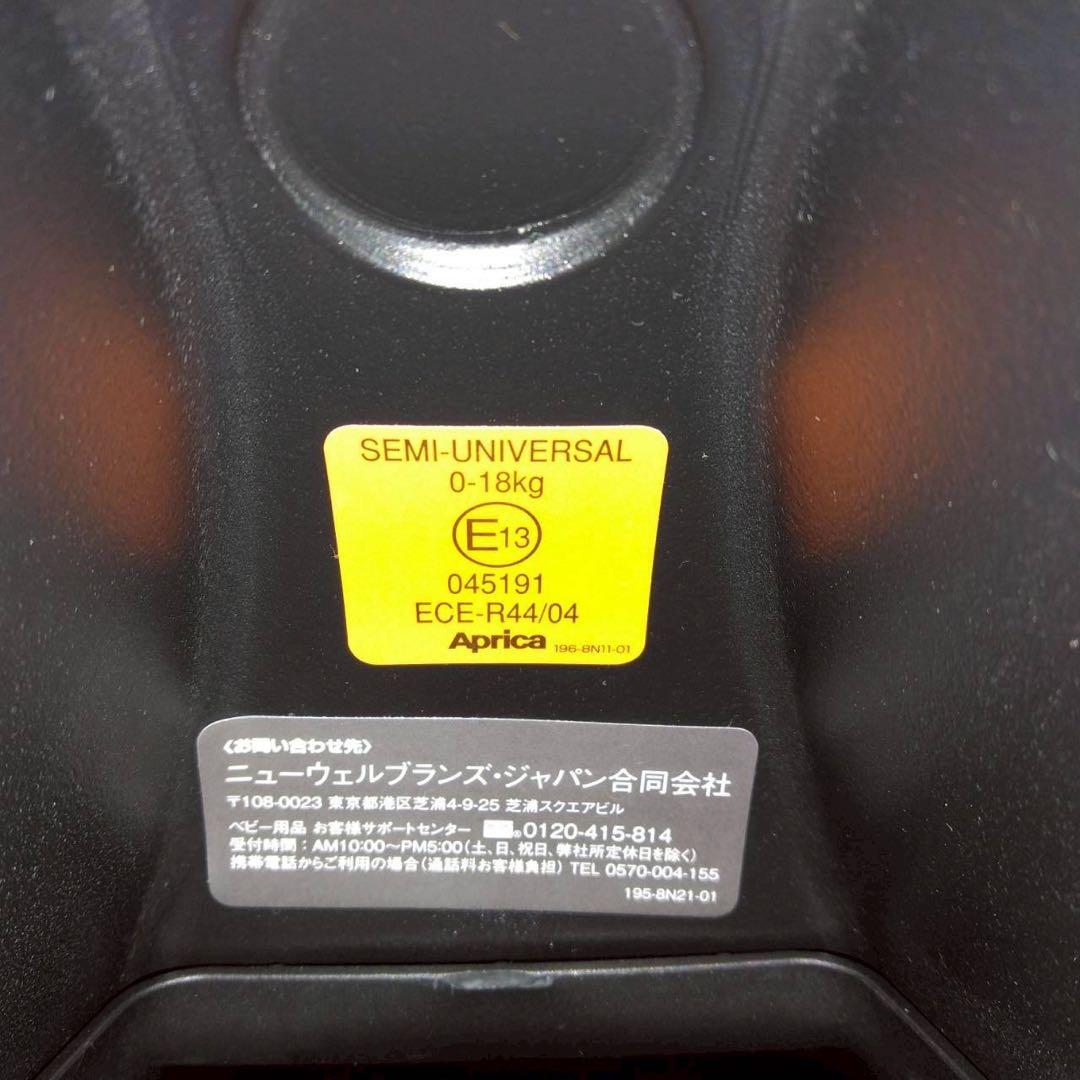 SEMI-UNIVERSAL
0-18kg
E13
045191
ECE-R44/04
Aprica 196-8N11-01
〈お問い合わせ先〉
ニューウェルブランズ・ジャパン合同会社
〒108-0023 東京都港区芝浦4-9-25 芝浦スクエアビル
ベビー用品 お客様サポートセンター 0120-415-814
受付時間：AM10:00〜PM5:00(土、日、祝日、弊社所定休日を除く)
携帯電話からご利用の場合(通話料お客様負担) TEL 0570-004-155
195-8N21-01